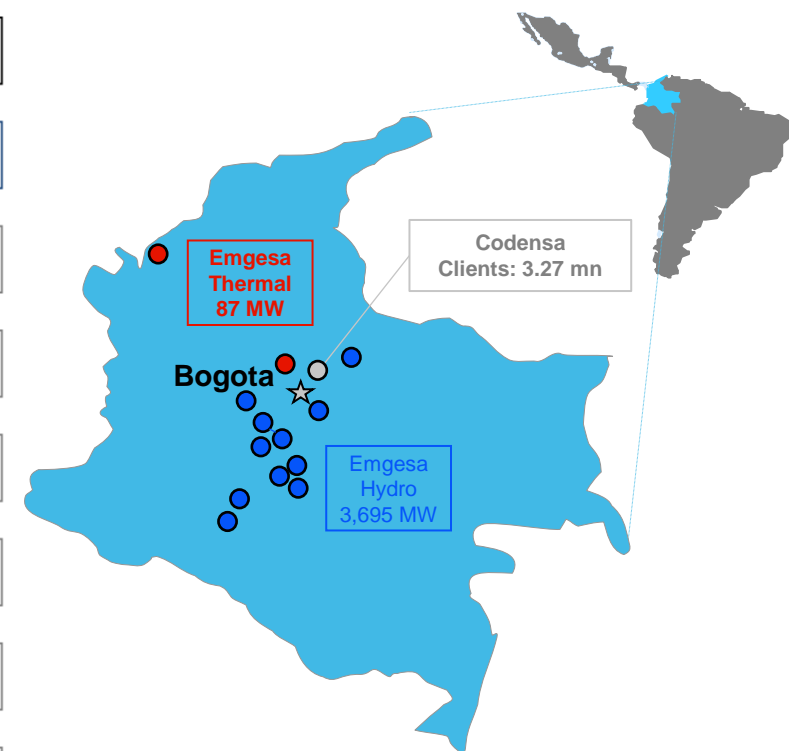 Codensa
Clients: 3.27 mn
Emgesa
Thermal
87 MW
Bogota
Emgesa
Hydro
3,695 MW